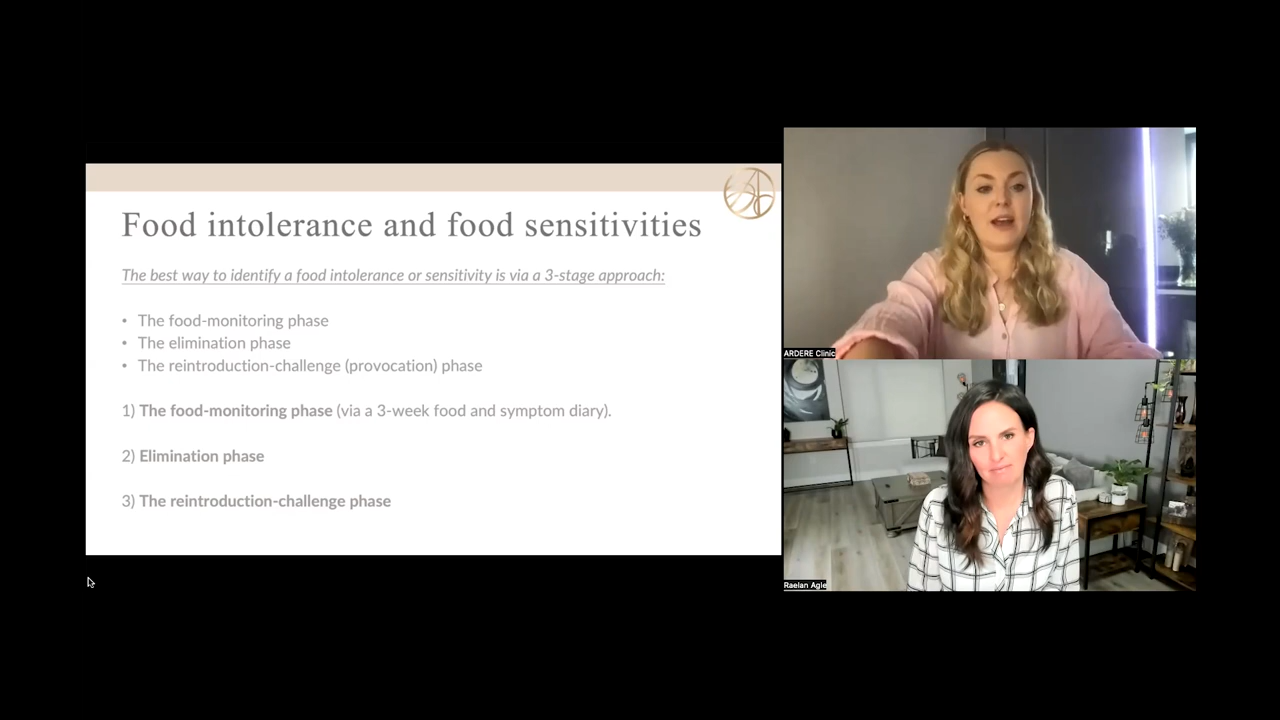 Food intolerance and food sensitivities
The best way to identify a food intolerance or sensitivity is via a 3-stage approach:
• The food-monitoring phase
• The elimination phase
• The reintroduction-challenge (provocation) phase
1) The food-monitoring phase (via a 3-week food and symptom diary).
2) Elimination phase
3) The reintroduction-challenge phase
ARDERE Clinic
Raelan Agle